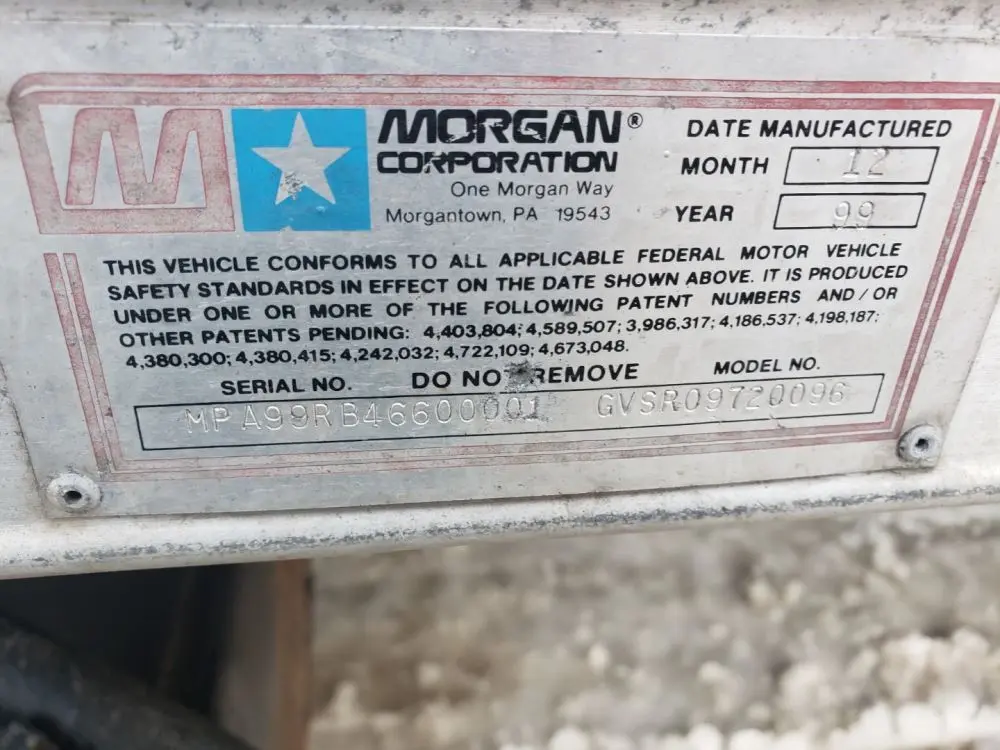 MORGAN®
CORPORATION
One Morgan Way
Morgantown, PA 19543
DATE MANUFACTURED
MONTH 12
YEAR 99
THIS VEHICLE CONFORMS TO ALL APPLICABLE FEDERAL MOTOR VEHICLE
SAFETY STANDARDS IN EFFECT ON THE DATE SHOWN ABOVE. IT IS PRODUCED
UNDER ONE OR MORE OF THE FOLLOWING PATENT NUMBERS AND/OR
OTHER PATENTS PENDING: 4,403,804; 4,589,507; 3,986,317; 4,186,537; 4,198,187;
4,380,300; 4,380,415; 4,242,032; 4,722,109; 4,673,048.
SERIAL NO. DO NOT REMOVE MODEL NO.
MPA99RB46600001 GVSR09720096